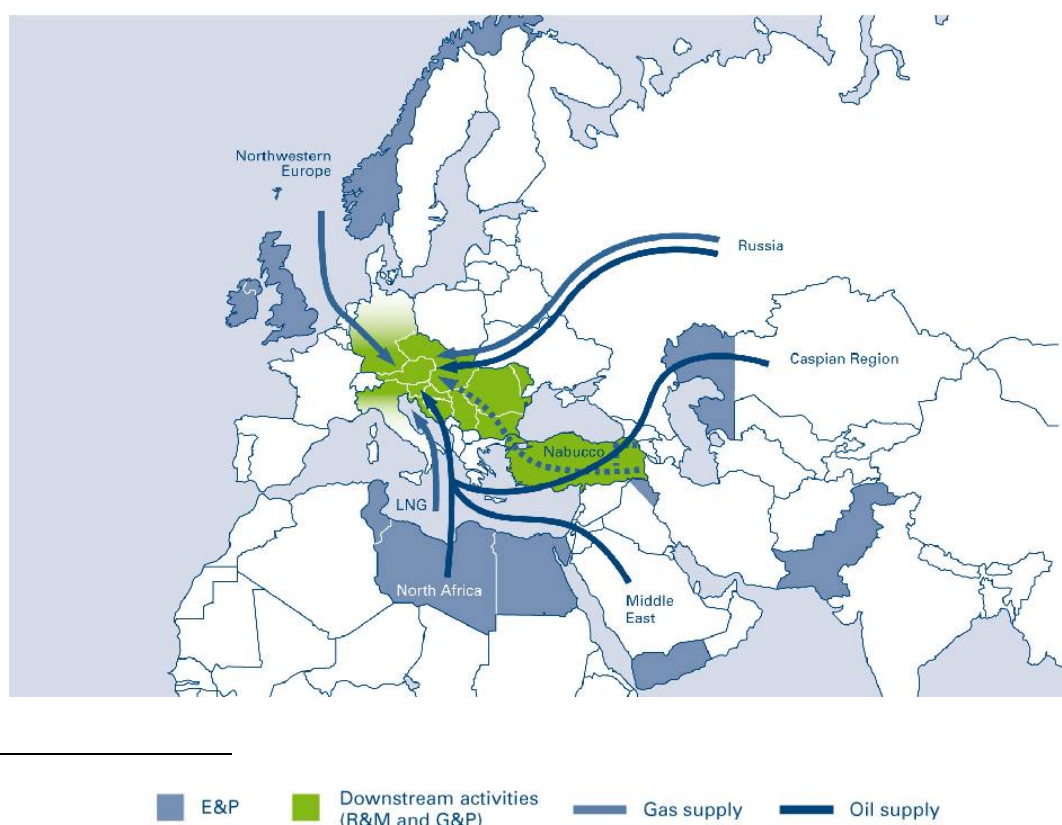 Northwestern
Europe
Russia
Caspian Region
Nabucco
LNG
North Africa
Middle
East
E&P
Downstream activities
(R&M and G&P)
Gas supply
Oil supply